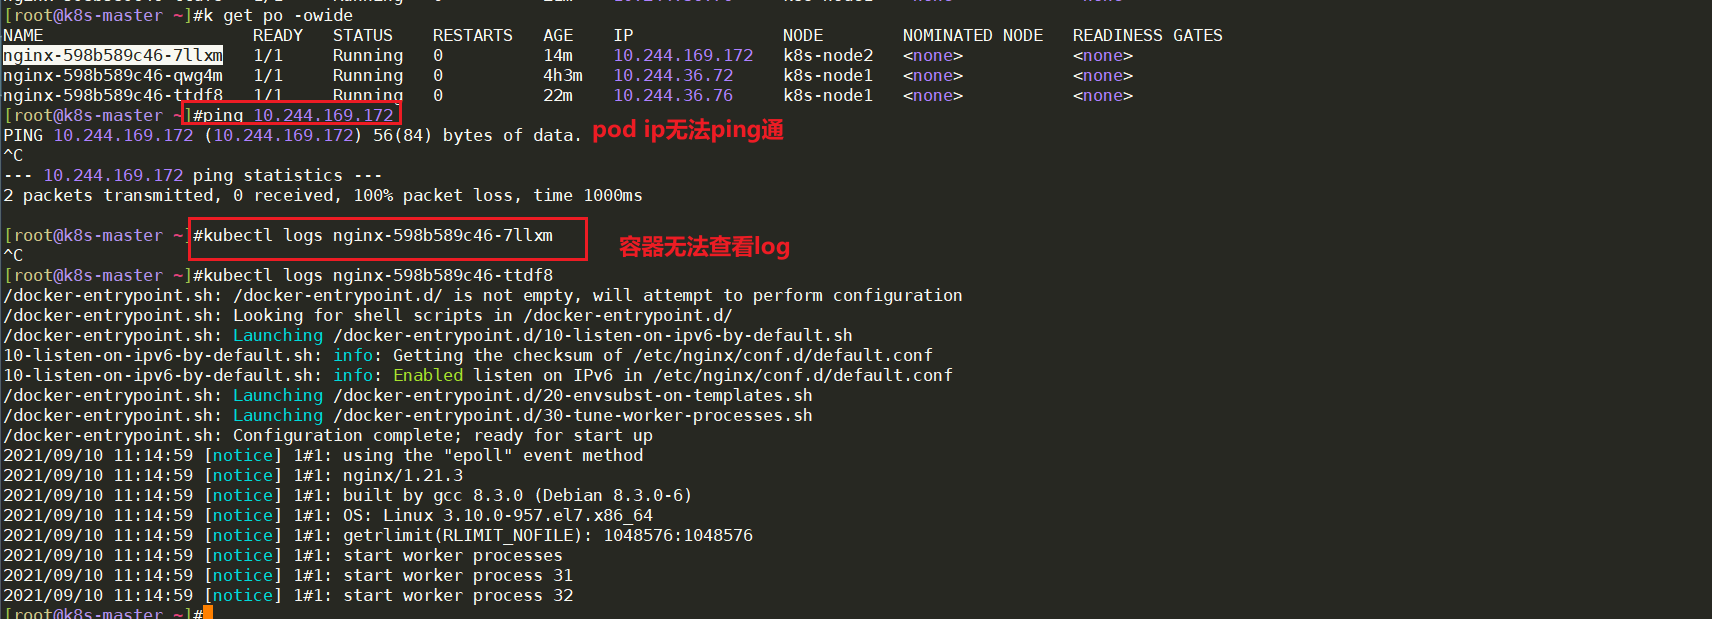 [root@k8s-master ~]#k get po -owide
NAME READY STATUS RESTARTS AGE IP NODE NOMINATED NODE READINESS GATES
nginx-598b589c46-7llxm 1/1 Running 0 14m 10.244.169.172 k8s-node2 <none> <none>
nginx-598b589c46-qwg4m 1/1 Running 0 4h3m 10.244.36.72 k8s-node1 <none> <none>
nginx-598b589c46-ttdf8 1/1 Running 0 22m 10.244.36.76 k8s-node1 <none> <none>
[root@k8s-master ~]#ping 10.244.169.172
PING 10.244.169.172 (10.244.169.172) 56(84) bytes of data.
pod ip无法ping通
^C
--- 10.244.169.172 ping statistics ---
2 packets transmitted, 0 received, 100% packet loss, time 1000ms
[root@k8s-master ~]#kubectl logs nginx-598b589c46-7llxm
容器无法查看log
^C
[root@k8s-master ~]#kubectl logs nginx-598b589c46-ttdf8
/docker-entrypoint.sh: /docker-entrypoint.d/ is not empty, will attempt to perform configuration
/docker-entrypoint.sh: Looking for shell scripts in /docker-entrypoint.d/
/docker-entrypoint.sh: Launching /docker-entrypoint.d/10-listen-on-ipv6-by-default.sh
10-listen-on-ipv6-by-default.sh: info: Getting the checksum of /etc/nginx/conf.d/default.conf
10-listen-on-ipv6-by-default.sh: info: Enabled listen on IPv6 in /etc/nginx/conf.d/default.conf
/docker-entrypoint.sh: Launching /docker-entrypoint.d/20-envsubst-on-templates.sh
/docker-entrypoint.sh: Launching /docker-entrypoint.d/30-tune-worker-processes.sh
/docker-entrypoint.sh: Configuration complete; ready for start up
2021/09/10 11:14:59 [notice] 1#1: using the "epoll" event method
2021/09/10 11:14:59 [notice] 1#1: nginx/1.21.3
2021/09/10 11:14:59 [notice] 1#1: built by gcc 8.3.0 (Debian 8.3.0-6)
2021/09/10 11:14:59 [notice] 1#1: OS: Linux 3.10.0-957.el7.x86_64
2021/09/10 11:14:59 [notice] 1#1: getrlimit(RLIMIT_NOFILE): 1048576:1048576
2021/09/10 11:14:59 [notice] 1#1: start worker processes
2021/09/10 11:14:59 [notice] 1#1: start worker process 31
2021/09/10 11:14:59 [notice] 1#1: start worker process 32
[root@k8s-master ~]#